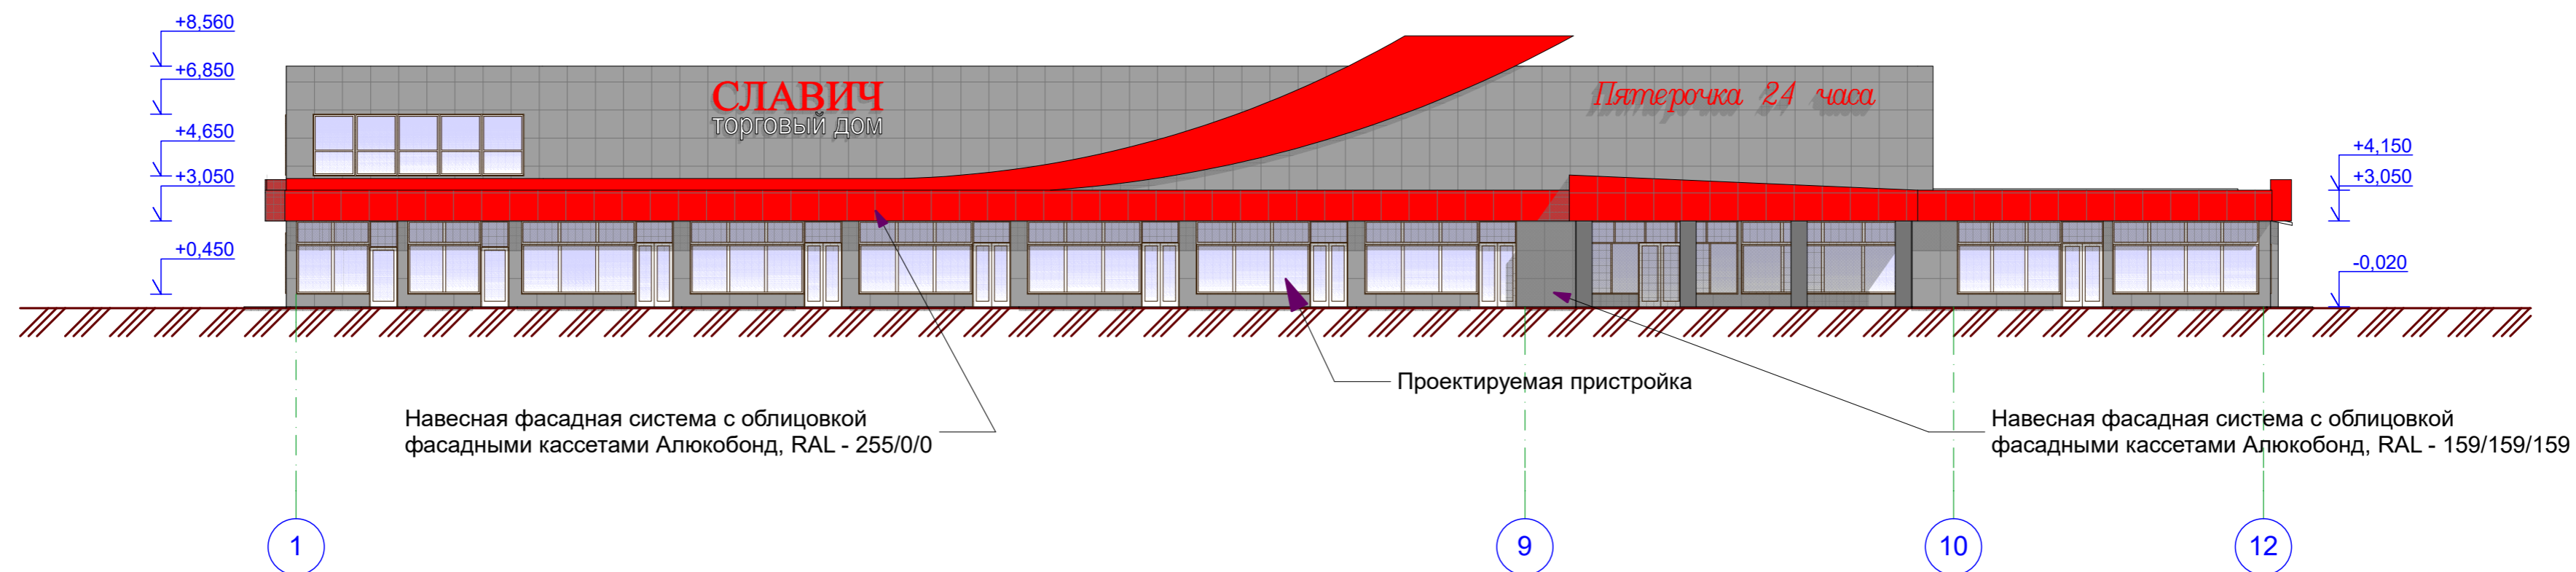 +8,560
+6,850
+4,650
+3,050
+0,450
СЛАВИЧ
торговый дом
Пятерочка 24 часа
+4,150
+3,050
-0,020
Проектируемая пристройка
Навесная фасадная система с облицовкой
фасадными кассетами Алюкобонд, RAL - 255/0/0
Навесная фасадная система с облицовкой
фасадными кассетами Алюкобонд, RAL - 159/159/159
1
9
10
12